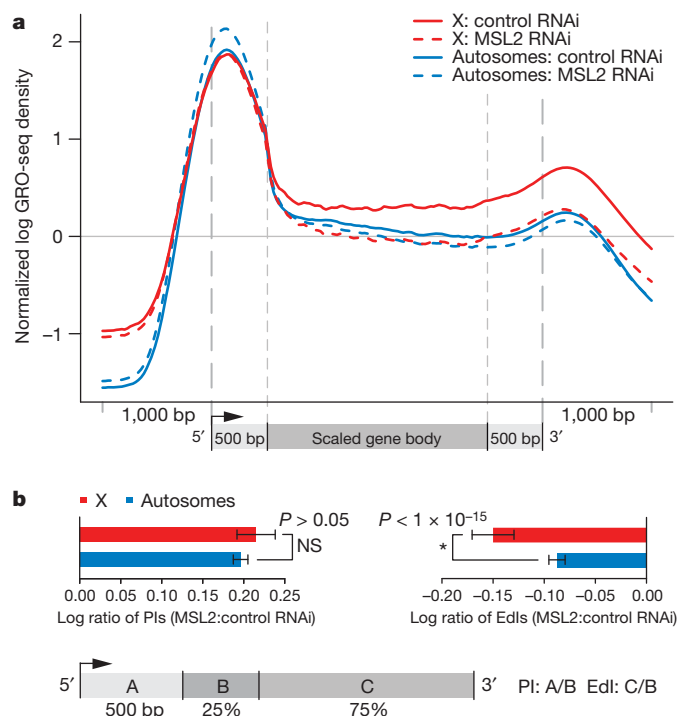 a
X: control RNAi
X: MSL2 RNAi
Autosomes: control RNAi
Autosomes: MSL2 RNAi
Normalized log GRO-seq density
2
1
0
−1
1,000 bp
1,000 bp
5′
500 bp
Scaled gene body
500 bp
3′
b
X
Autosomes
P > 0.05
NS
0.00 0.05 0.10 0.15 0.20 0.25
Log ratio of PIs (MSL2:control RNAi)
P < 1 × 10⁻¹⁵
*
−0.20 −0.15 −0.10 −0.05 0.00
Log ratio of EdIs (MSL2:control RNAi)
5′ A B C 3′ PI: A/B EdI: C/B
500 bp 25% 75%